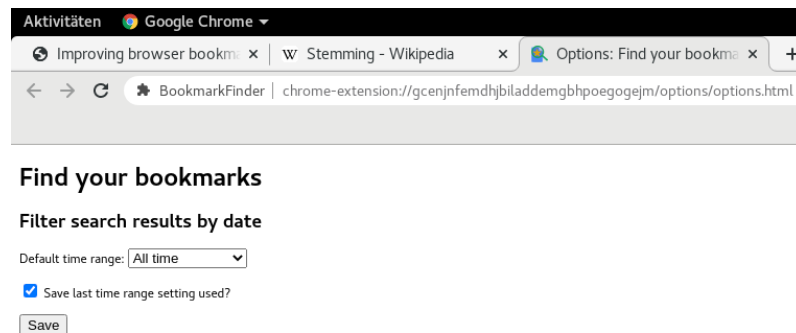 Aktivitäten Google Chrome
Improving browser bookma Stemming - Wikipedia Options: Find your bookma
BookmarkFinder chrome-extension://gcenjnfemdhjbiladdemgbhpoegogejm/options/options.html
Find your bookmarks
Filter search results by date
Default time range: All time
Save last time range setting used?
Save